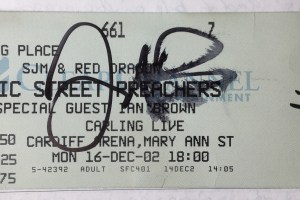 661 7
G PLACE
SJM & RED DRAGON
IC STREET PREACHERS
SPECIAL GUEST IAN BROWN
50 CARLING LIVE
CARDIFF ARENA, MARY ANN ST
/25 MON 16-DEC-02 18:00
5-42392 ADULT SFC401 14DEC2 14:05
75